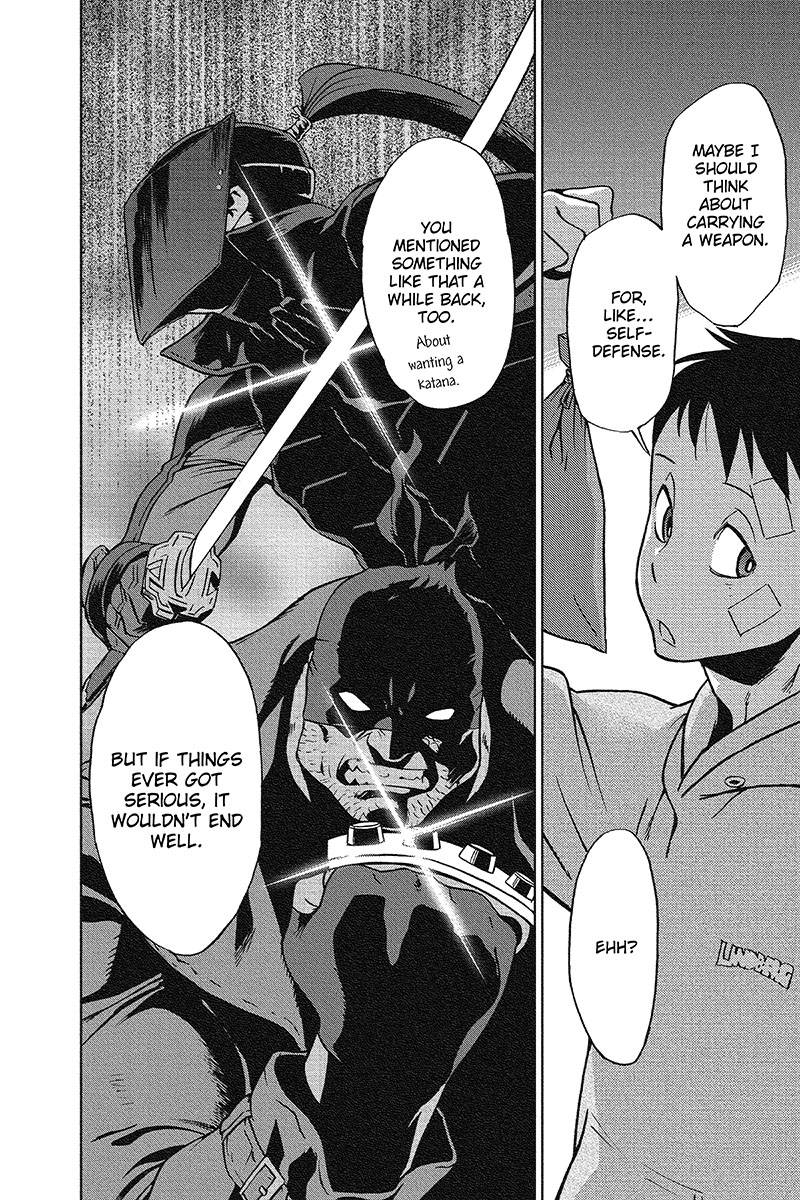 MAYBE I
SHOULD
THINK
ABOUT
CARRYING
A WEAPON.
FOR,
LIKE...
SELF-
DEFENSE.
EHH?
YOU
MENTIONED
SOMETHING
LIKE THAT A
WHILE BACK,
TOO.
About
wanting a
katana.
BUT IF THINGS
EVER GOT
SERIOUS, IT
WOULDN'T END
WELL.